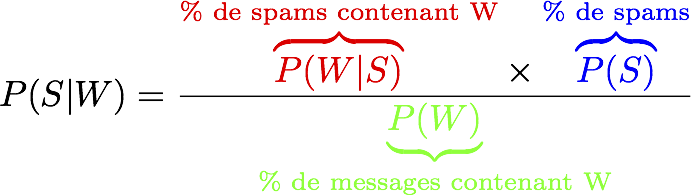 % de spams contenant W % de spams
P(W|S) × P(S)
P(S|W) =
P(W)
% de messages contenant W